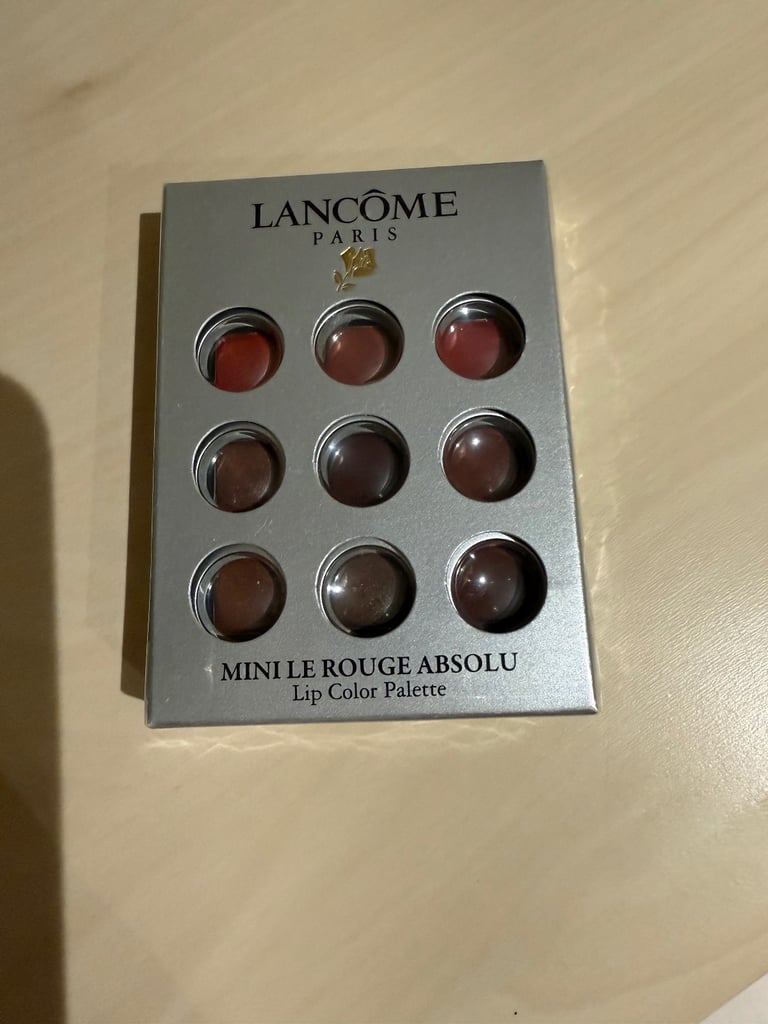 LANCÔME
PARIS
MINI LE ROUGE ABSOLU
Lip Color Palette